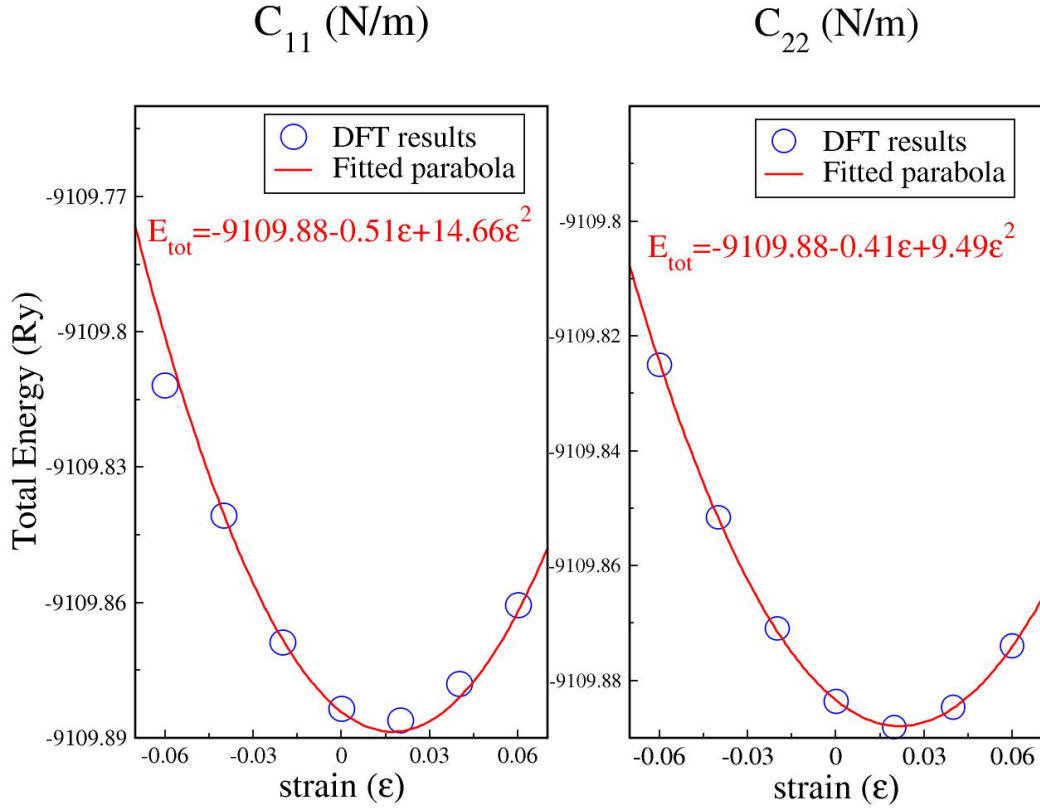 C11 (N/m)
DFT results
Fitted parabola
Etot=-9109.88-0.51ε+14.66ε2
Total Energy (Ry)
-9109.77
-9109.8
-9109.83
-9109.86
-9109.89
-0.06 -0.03 0 0.03 0.06
strain (ε)
C22 (N/m)
DFT results
Fitted parabola
Etot=-9109.88-0.41ε+9.49ε2
-9109.8
-9109.82
-9109.84
-9109.86
-9109.88
-0.06 -0.03 0 0.03 0.06
strain (ε)